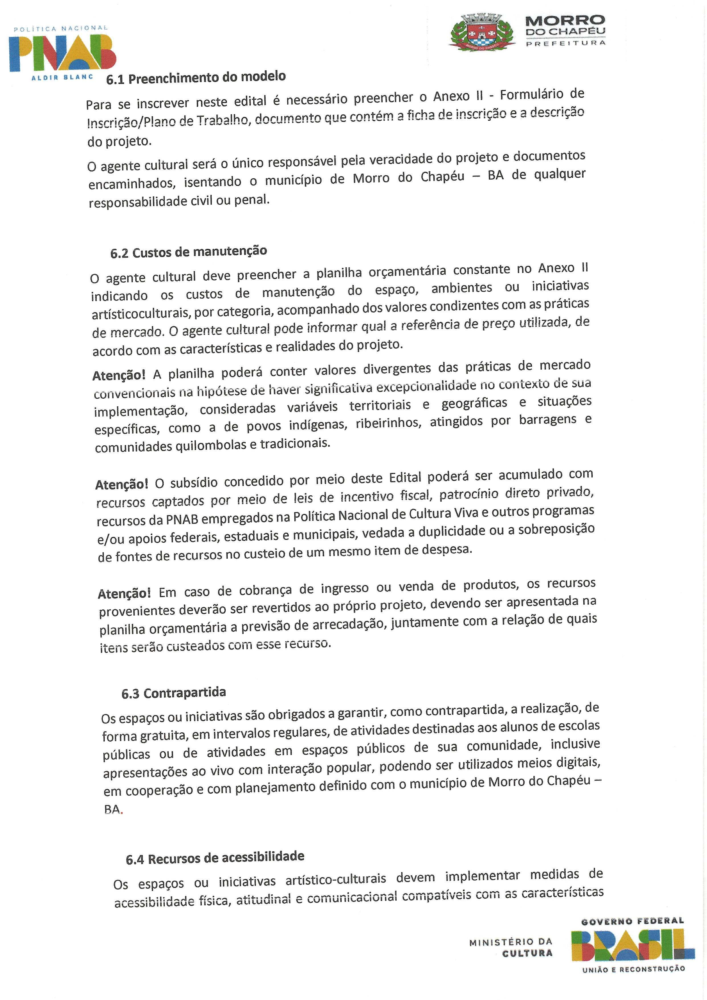 POLÍTICA NACIONAL
PNAB
ALDIR BLANC
MORRO
DO CHAPÉU
PREFEITURA
MORRO DO CHAPÉU
6.1 Preenchimento do modelo
Para se inscrever neste edital é necessário preencher o Anexo II - Formulário de
Inscrição/Plano de Trabalho, documento que contém a ficha de inscrição e a descrição
do projeto.
O agente cultural será o único responsável pela veracidade do projeto e documentos
encaminhados, isentando o município de Morro do Chapéu – BA de qualquer
responsabilidade civil ou penal.
6.2 Custos de manutenção
O agente cultural deve preencher a planilha orçamentária constante no Anexo II
indicando os custos de manutenção do espaço, ambientes ou iniciativas
artísticoculturais, por categoria, acompanhado dos valores condizentes com as práticas
de mercado. O agente cultural pode informar qual a referência de preço utilizada, de
acordo com as características e realidades do projeto.
Atenção! A planilha poderá conter valores divergentes das práticas de mercado
convencionais na hipótese de haver significativa excepcionalidade no contexto de sua
implementação, consideradas variáveis territoriais e geográficas e situações
específicas, como a de povos indígenas, ribeirinhos, atingidos por barragens e
comunidades quilombolas e tradicionais.
Atenção! O subsídio concedido por meio deste Edital poderá ser acumulado com
recursos captados por meio de leis de incentivo fiscal, patrocínio direto privado,
recursos da PNAB empregados na Política Nacional de Cultura Viva e outros programas
e/ou apoios federais, estaduais e municipais, vedada a duplicidade ou a sobreposição
de fontes de recursos no custeio de um mesmo item de despesa.
Atenção! Em caso de cobrança de ingresso ou venda de produtos, os recursos
provenientes deverão ser revertidos ao próprio projeto, devendo ser apresentada na
planilha orçamentária a previsão de arrecadação, juntamente com a relação de quais
itens serão custeados com esse recurso.
6.3 Contrapartida
Os espaços ou iniciativas são obrigados a garantir, como contrapartida, a realização, de
forma gratuita, em intervalos regulares, de atividades destinadas aos alunos de escolas
públicas ou de atividades em espaços públicos de sua comunidade, inclusive
apresentações ao vivo com interação popular, podendo ser utilizados meios digitais,
em cooperação e com planejamento definido com o município de Morro do Chapéu –
BA.
6.4 Recursos de acessibilidade
Os espaços ou iniciativas artístico-culturais devem implementar medidas de
acessibilidade física, atitudinal e comunicacional compatíveis com as características
MINISTÉRIO DA
CULTURA
GOVERNO FEDERAL
BRASIL
UNIÃO E RECONSTRUÇÃO